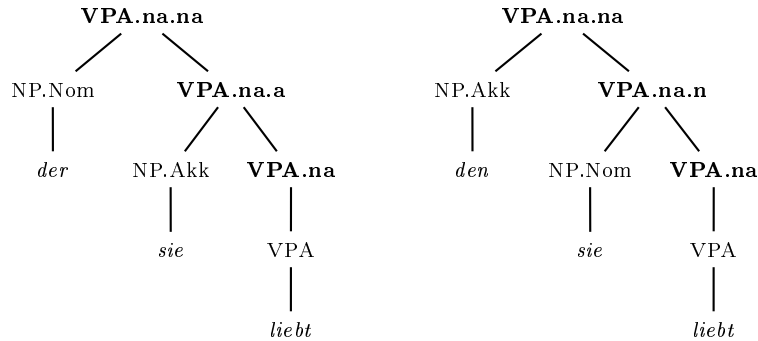 VPA.na.na VPA.na.na
NP.Nom VPA.na.a NP.Akk VPA.na.n
der NP.Akk VPA.na den NP.Nom VPA.na
sie VPA sie VPA
liebt liebt